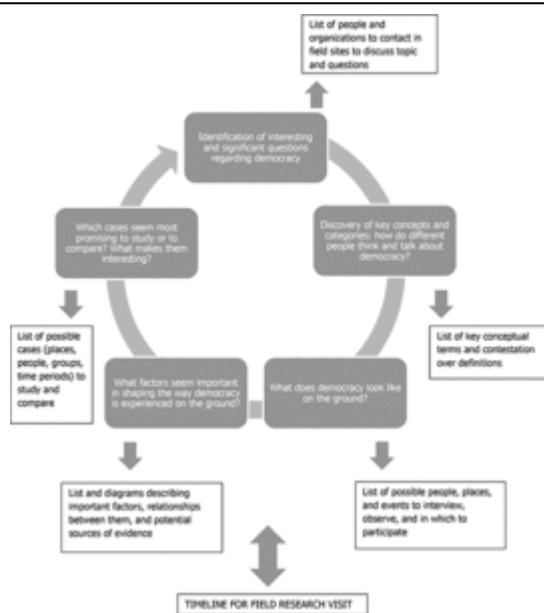 List of people and
organizations to contact in
field sites to discuss topic
and questions
Identification of interesting
and significant questions
regarding democracy
Which cases seem most
promising to study or to
compare? What makes them
interesting?
Discovery of key concepts and
categories: how do different
people think and talk about
democracy?
List of possible
cases (places,
people, groups,
time periods) to
study and
compare
List of key conceptual
terms and contestation
over definitions
What factors seem important
in shaping the way democracy
is experienced on the ground?
What does democracy look like
on the ground?
List and diagrams describing
important factors, relationships
between them, and potential
sources of evidence
List of possible people, places,
and events to interview,
observe, and in which to
participate
TIMELINE FOR FIELD RESEARCH VISIT